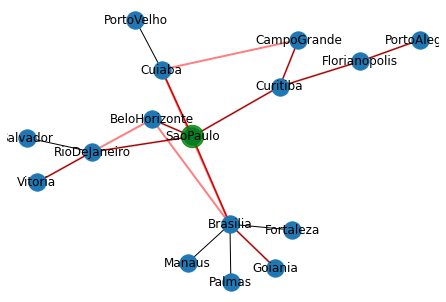 PortoVelho
CampoGrande
PortoAleg
Florianopolis
Cuiaba
Curitiba
BeloHorizonte
SaoPaulo
alvador
RioDeJaneiro
Vitoria
Brasilia
Fortaleza
Manaus
Goiania
Palmas